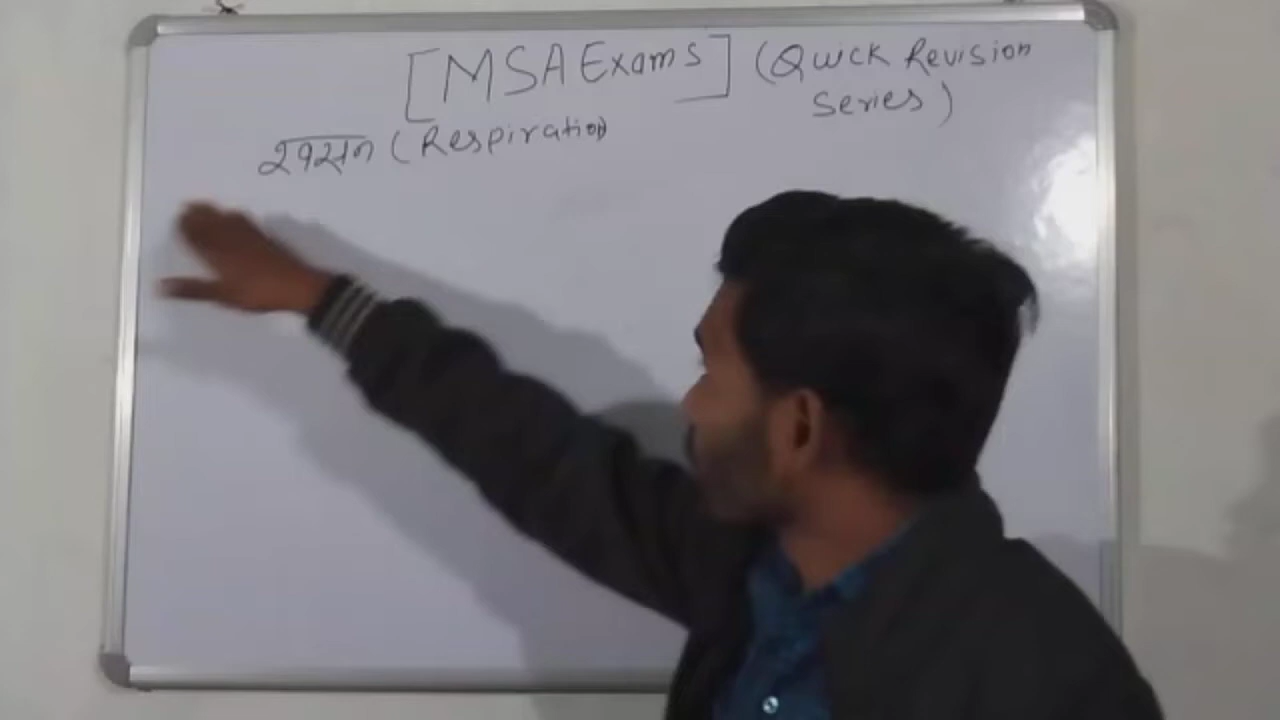 [MSA Exams] (Quick Revision
Series)
श्वसन (Respiration)